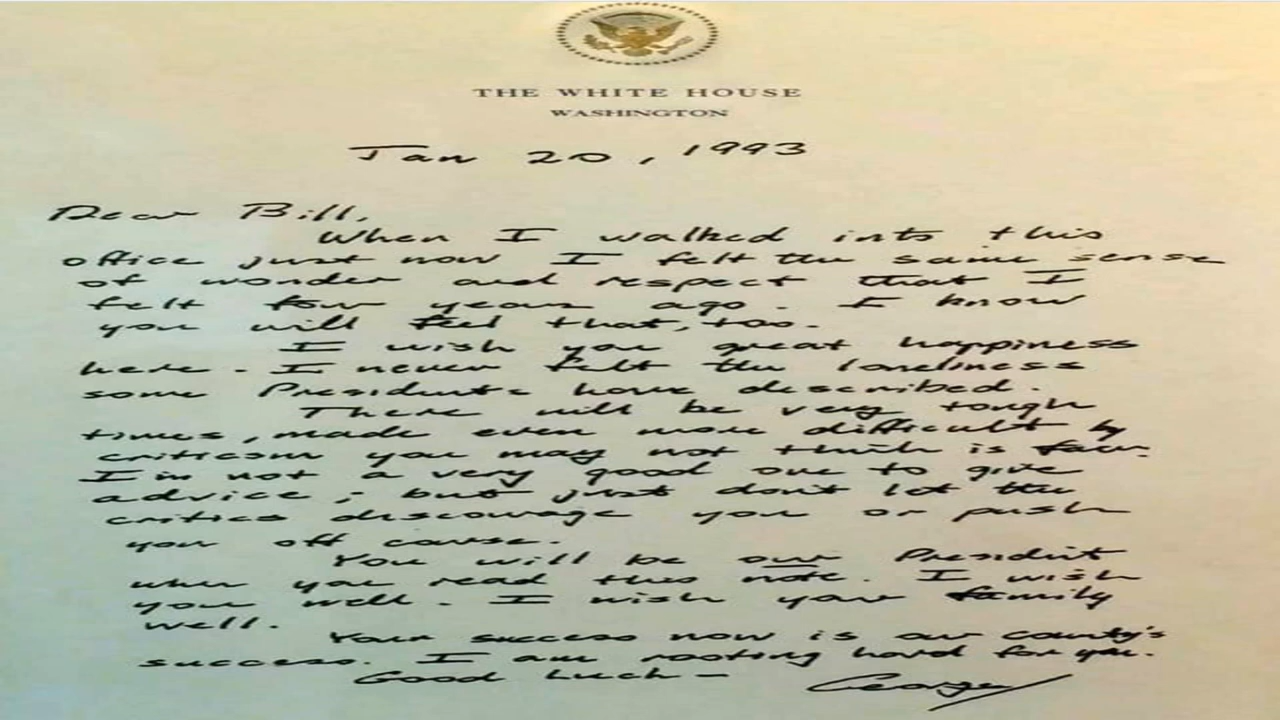 THE WHITE HOUSE
WASHINGTON
Jan 20, 1993
Dear Bill,
When I walked into this
office just now I felt the same sense
of wonder and respect that I
felt four years ago. I know
you will feel that, too.
I wish you great happiness
here. I never felt the loneliness
some Presidents have described.
There will be very tough
times, made even more difficult by
criticism you may not think is fair.
I'm not a very good one to give
advice; but just don't let the
critics discourage you or push
you off course.
You will be our President
when you read this note. I wish
you well. I wish your family
well.
Your success now is our country's
success. I am rooting hard for you.
Good Luck —
George